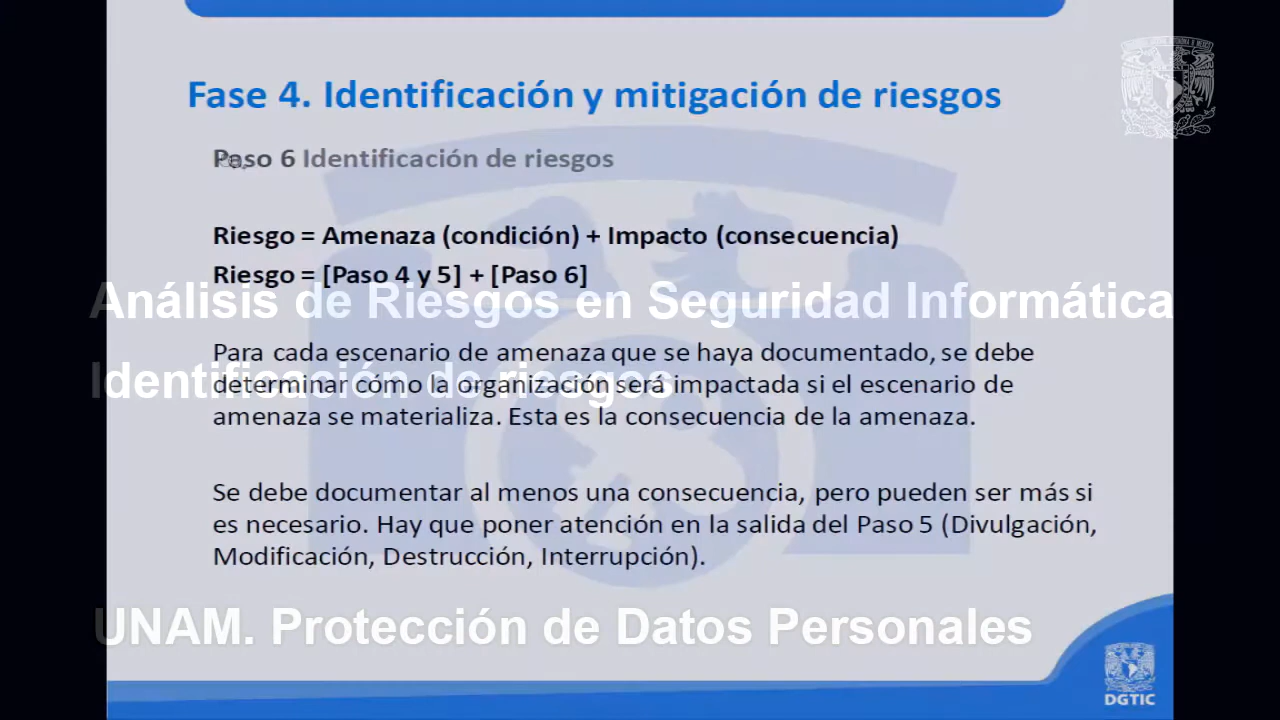 Fase 4. Identificación y mitigación de riesgos
Paso 6 Identificación de riesgos
Riesgo = Amenaza (condición) + Impacto (consecuencia)
Riesgo = [Paso 4 y 5] + [Paso 6]
Análisis de Riesgos en Seguridad Informática
Para cada escenario de amenaza que se haya documentado, se debe
Identificación de riesgos
determinar cómo la organización será impactada si el escenario de
amenaza se materializa. Esta es la consecuencia de la amenaza.
Se debe documentar al menos una consecuencia, pero pueden ser más si
es necesario. Hay que poner atención en la salida del Paso 5 (Divulgación,
Modificación, Destrucción, Interrupción).
UNAM. Protección de Datos Personales
DGTIC